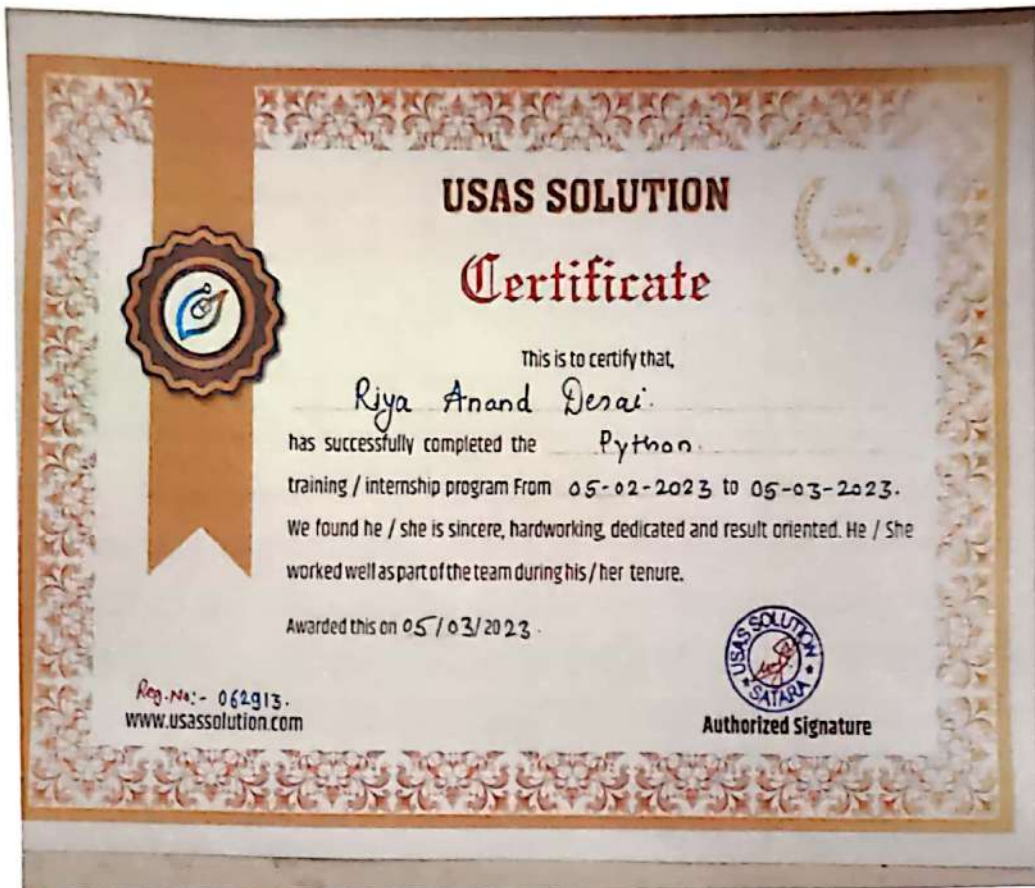 USAS SOLUTION
Certificate
This is to certify that,
Riya Anand Desai.
has successfully completed the Python.
training / internship program From 05-02-2023 to 05-03-2023.
We found he / she is sincere, hardworking, dedicated and result oriented. He / She
worked well as part of the team during his / her tenure.
Awarded this on 05/03/2023.
USAS SOLUTION
SATARA
Reg.No:- 062913.
www.usassolution.com
Authorized Signature